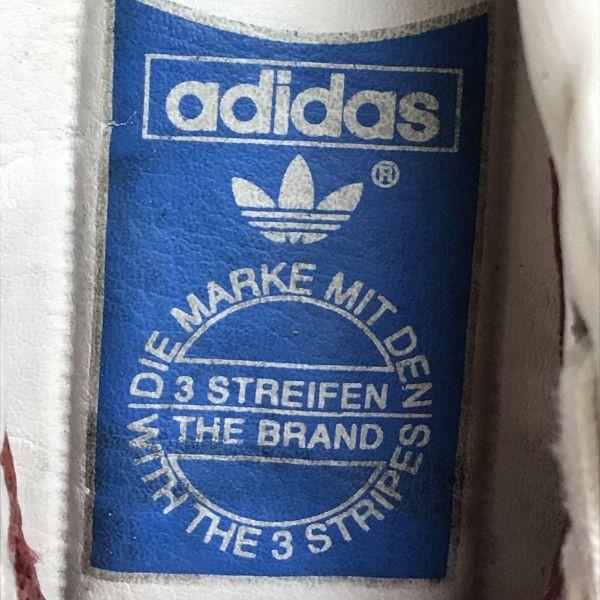 adidas
®
DIE MARKE MIT DEN
3 STREIFEN
THE BRAND
WITH THE 3 STRIPES